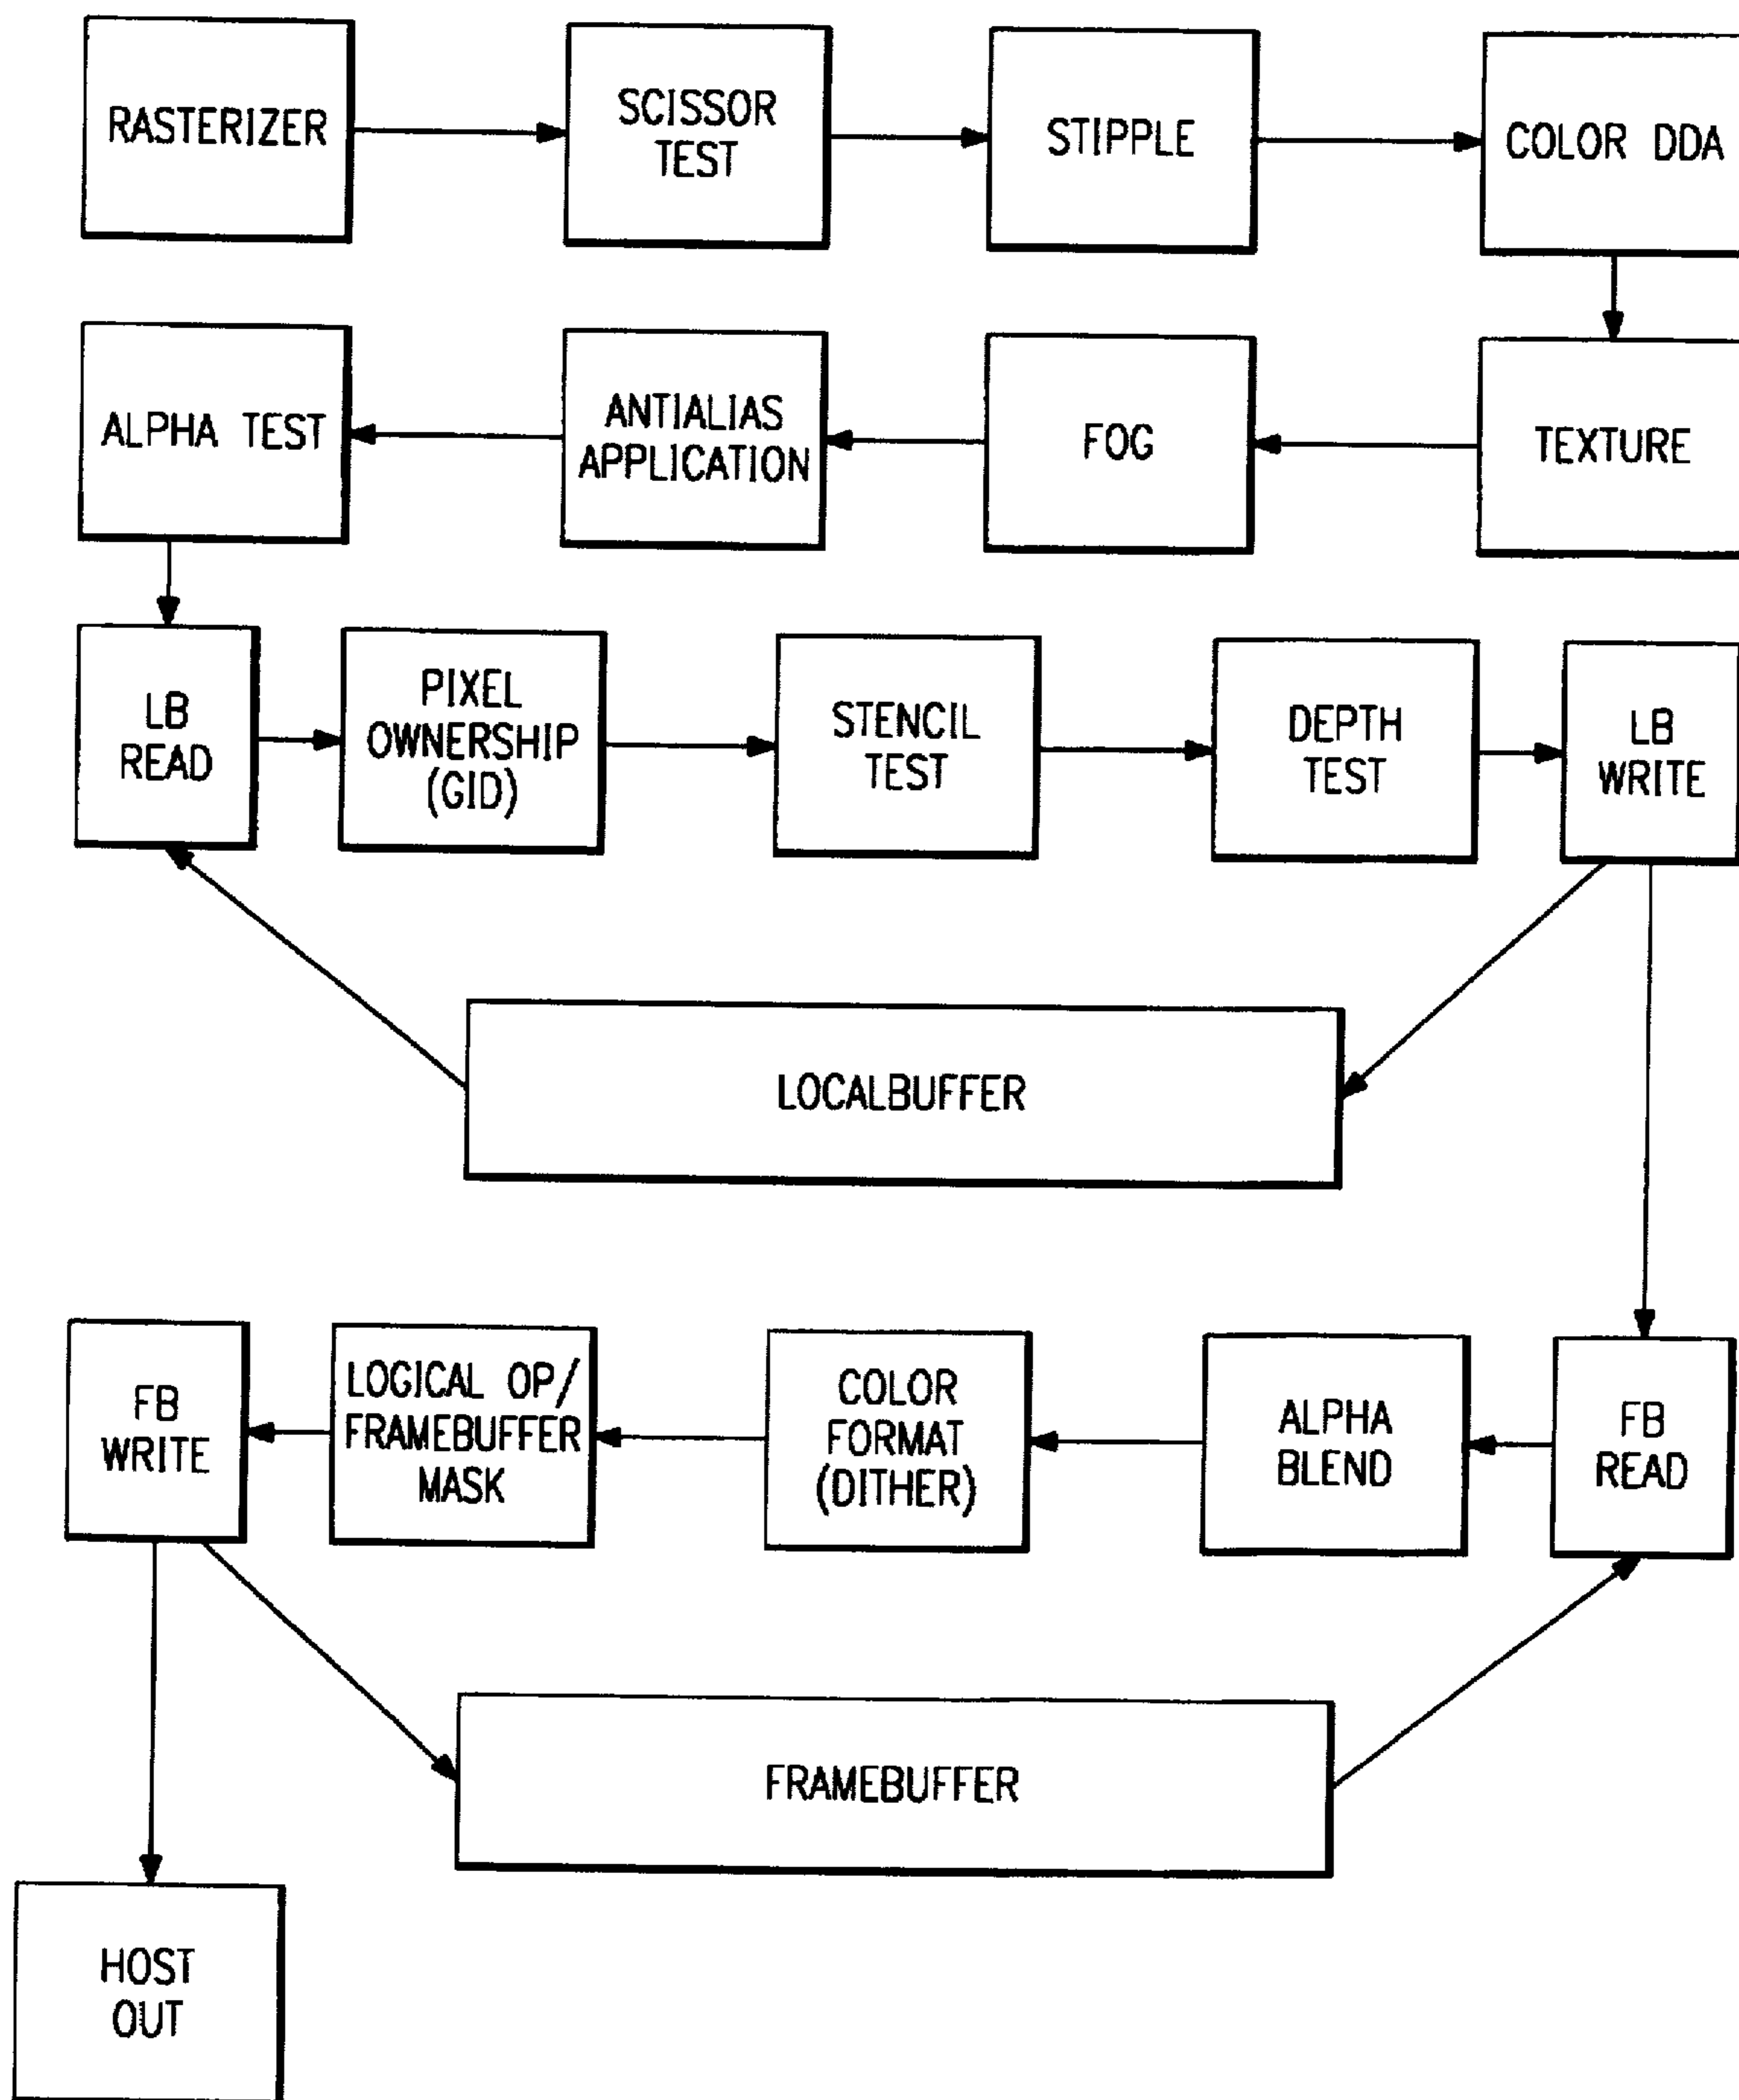 RASTERIZER
SCISSOR
TEST
STIPPLE
COLOR DDA
ALPHA TEST
ANTIALIAS
APPLICATION
FOG
TEXTURE
LB
READ
PIXEL
OWNERSHIP
(GID)
STENCIL
TEST
DEPTH
TEST
LB
WRITE
LOCALBUFFER
FB
WRITE
LOGICAL OP/
FRAMEBUFFER
MASK
COLOR
FORMAT
(DITHER)
ALPHA
BLEND
FB
READ
FRAMEBUFFER
HOST
OUT